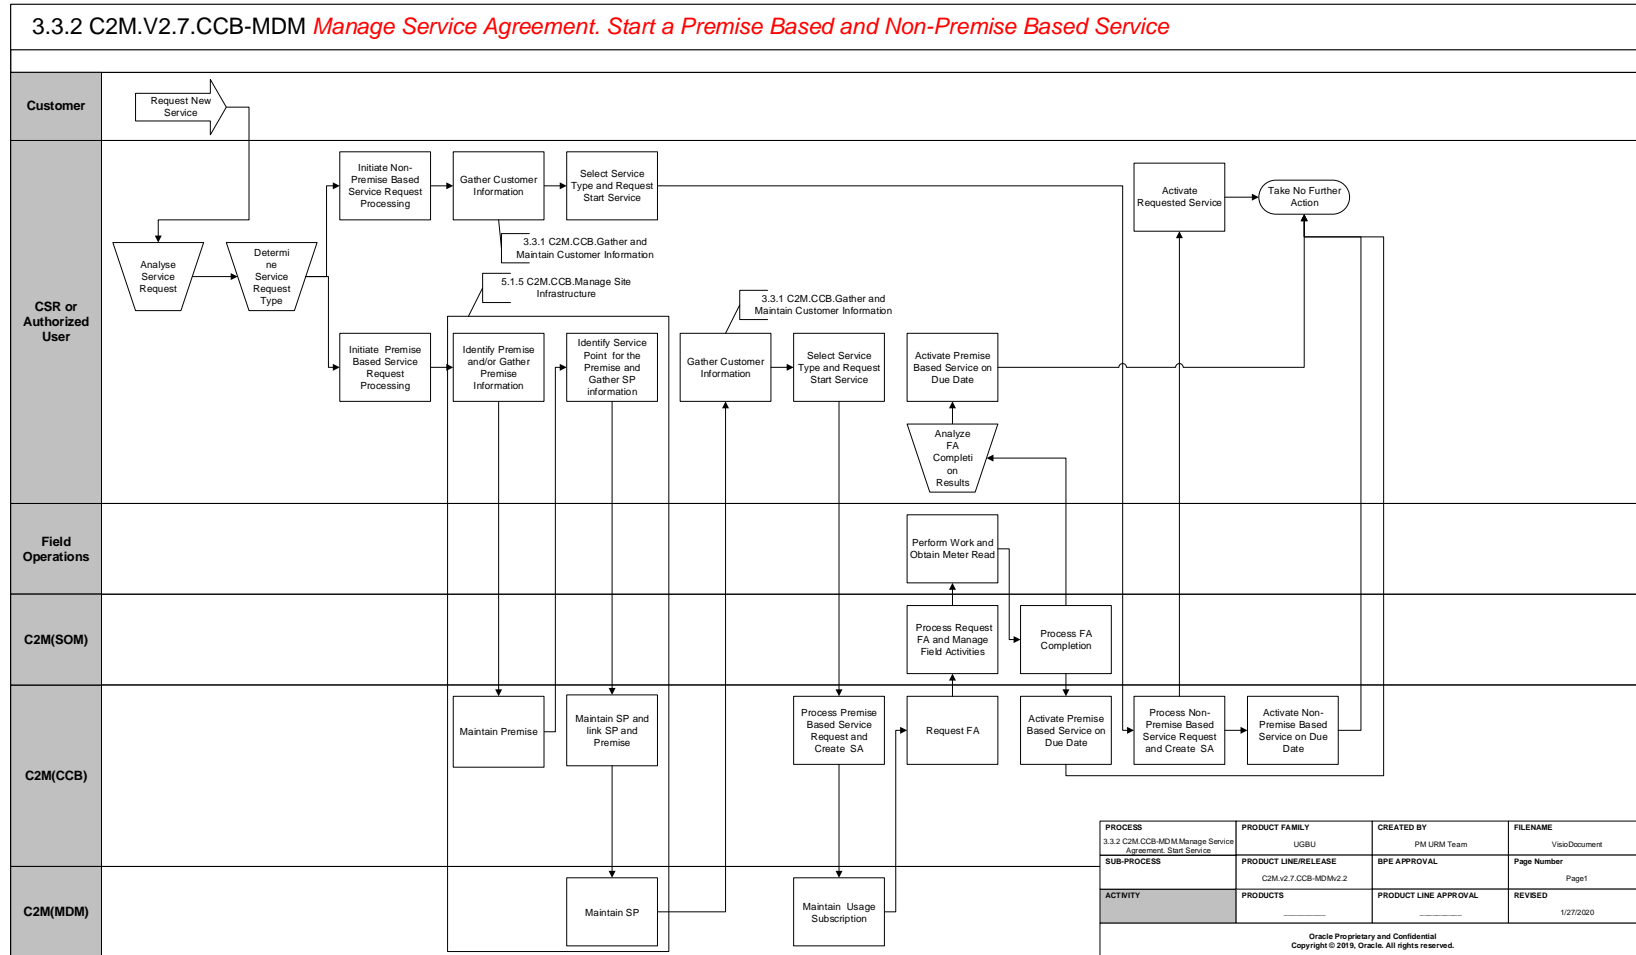 3.3.2 C2M.V2.7.CCB-MDM Manage Service Agreement. Start a Premise Based and Non-Premise Based Service
Customer
Request New
Service
CSR or
Authorized
User
Initiate Non-
Premise Based
Service Request
Processing
Gather Customer
Information
Select Service
Type and Request
Start Service
Activate
Requested Service
Take No Further
Action
3.3.1 C2M.CCB.Gather and
Maintain Customer Information
Analyse
Service
Request
Determi
ne
Service
Request
Type
5.1.5 C2M.CCB.Manage Site
Infrastructure
3.3.1 C2M.CCB.Gather and
Maintain Customer Information
Initiate Premise
Based Service
Request
Processing
Identify Premise
and/or Gather
Premise
Information
Identify Service
Point for the
Premise and
Gather SP
information
Gather Customer
Information
Select Service
Type and Request
Start Service
Activate Premise
Based Service on
Due Date
Analyze
FA
Completi
on
Results
Field
Operations
Perform Work and
Obtain Meter Read
C2M(SOM)
Process Request
FA and Manage
Field Activities
Process FA
Completion
C2M(CCB)
Maintain Premise
Maintain SP and
link SP and
Premise
Process Premise
Based Service
Request and
Create SA
Request FA
Activate Premise
Based Service on
Due Date
Process Non-
Premise Based
Service Request
and Create SA
Activate Non-
Premise Based
Service on Due
Date
C2M(MDM)
Maintain SP
Maintain Usage
Subscription
PROCESS
3.3.2 C2M.CCB-MDM.Manage Service
Agreement. Start Service
PRODUCT FAMILY
UGBU
CREATED BY
PM URM Team
FILENAME
VisioDocument
SUB-PROCESS
PRODUCT LINE/RELEASE
C2M.v2.7.CCB-MDMv2.2
BPE APPROVAL
Page Number
Page1
ACTIVITY
PRODUCTS
PRODUCT LINE APPROVAL
REVISED
1/27/2020
Oracle Proprietary and Confidential
Copyright © 2019, Oracle. All rights reserved.